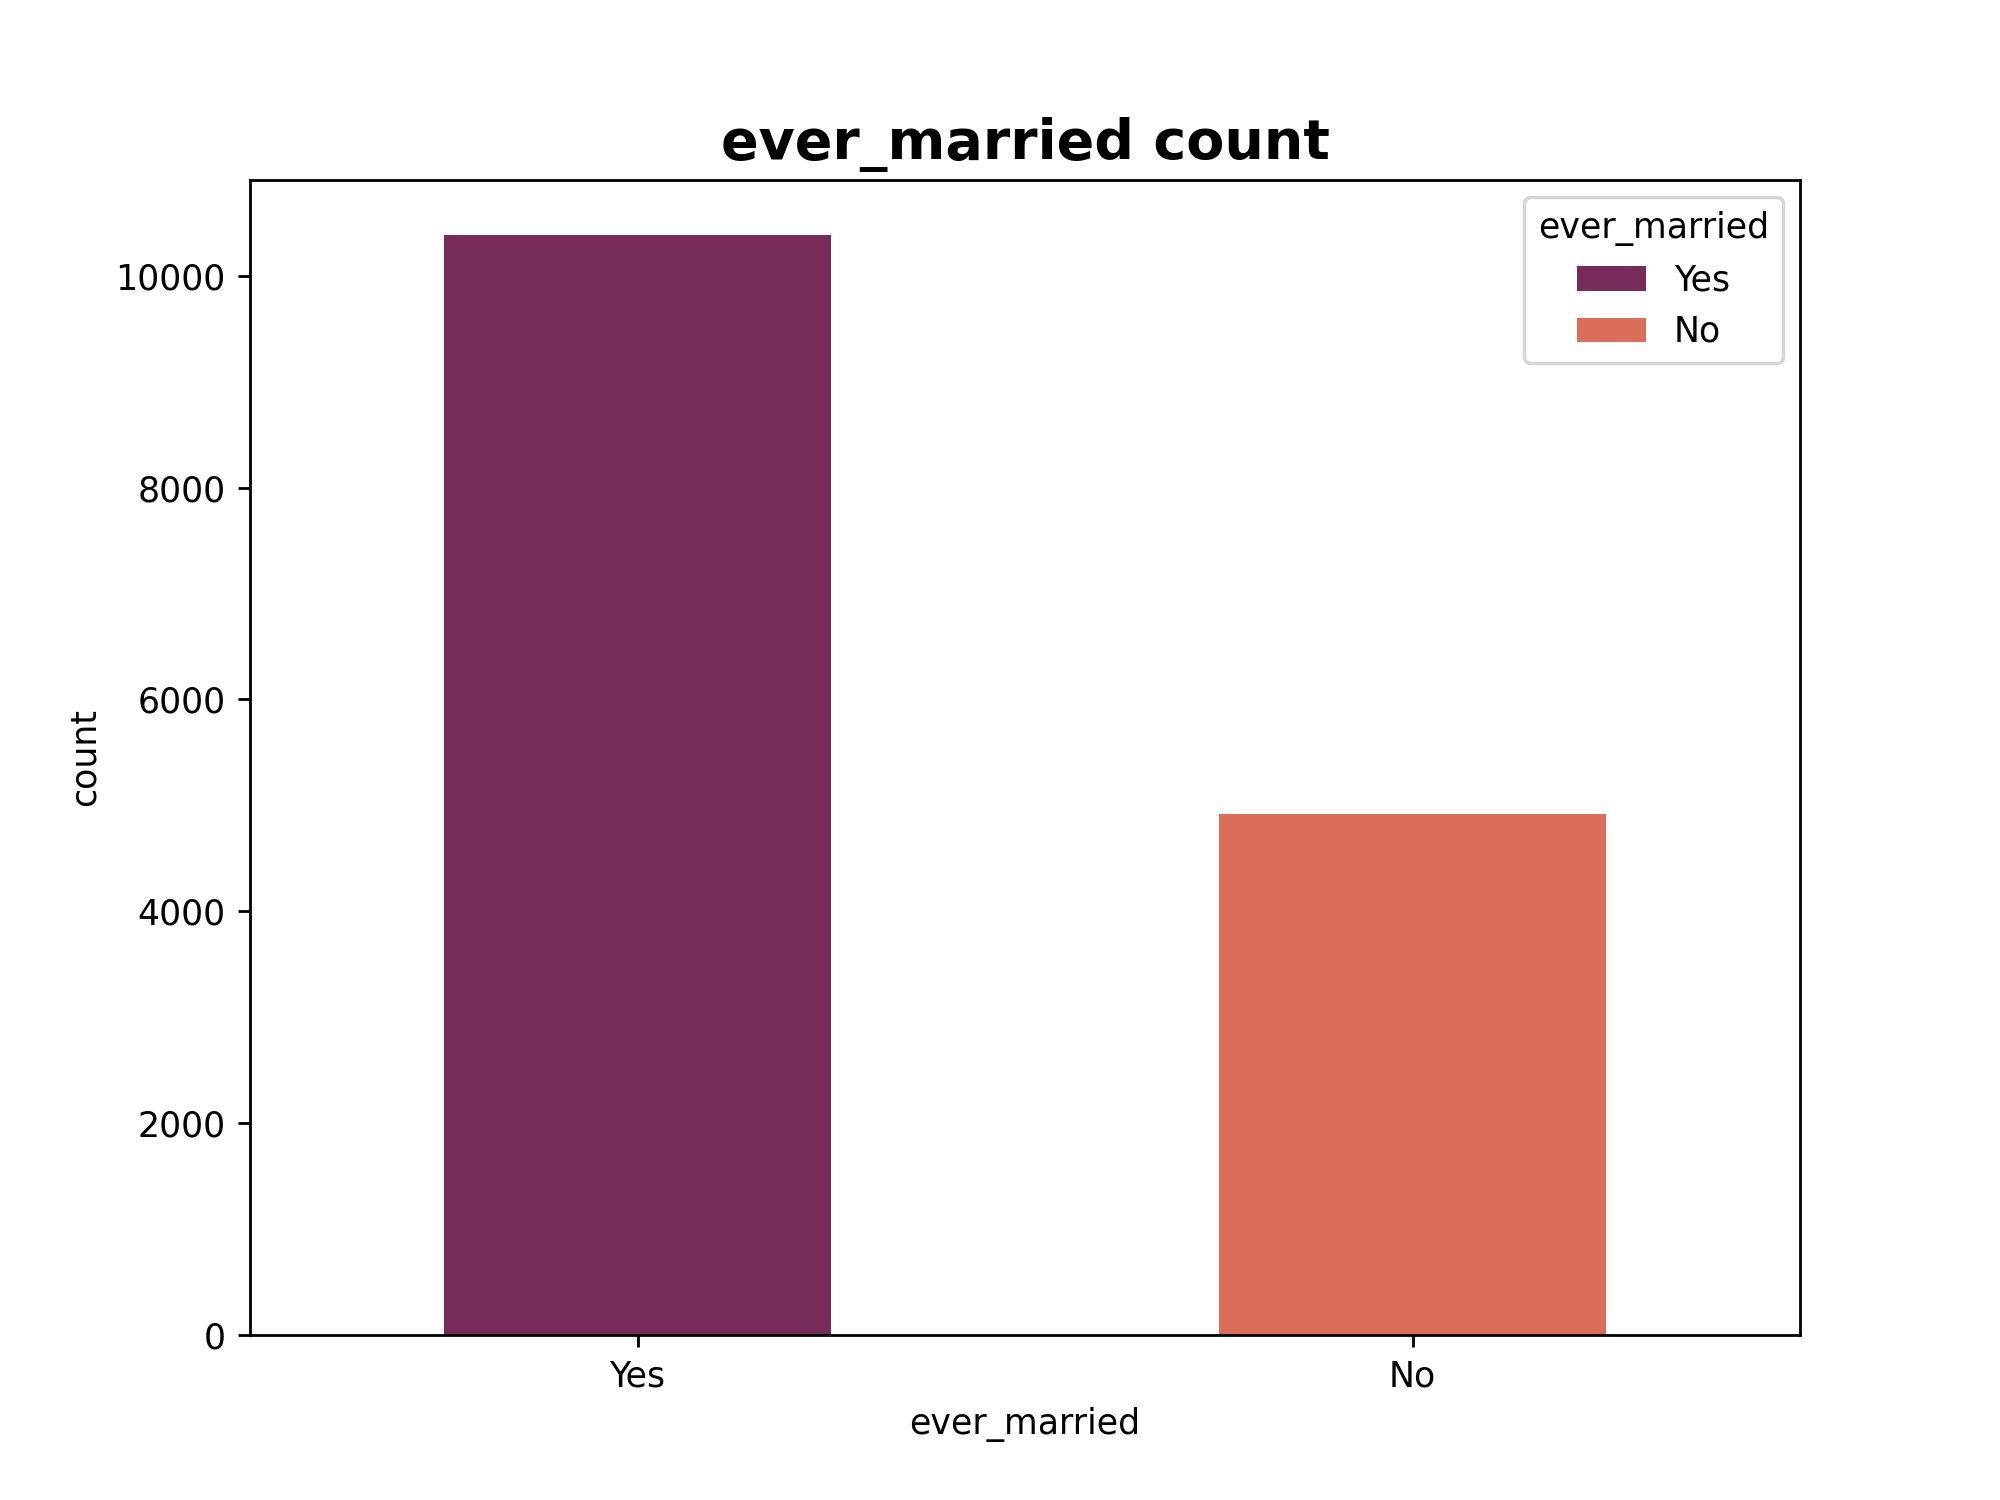 ever_married count
ever_married
Yes
No
10000
8000
6000
4000
2000
0
count
Yes
No
ever_married